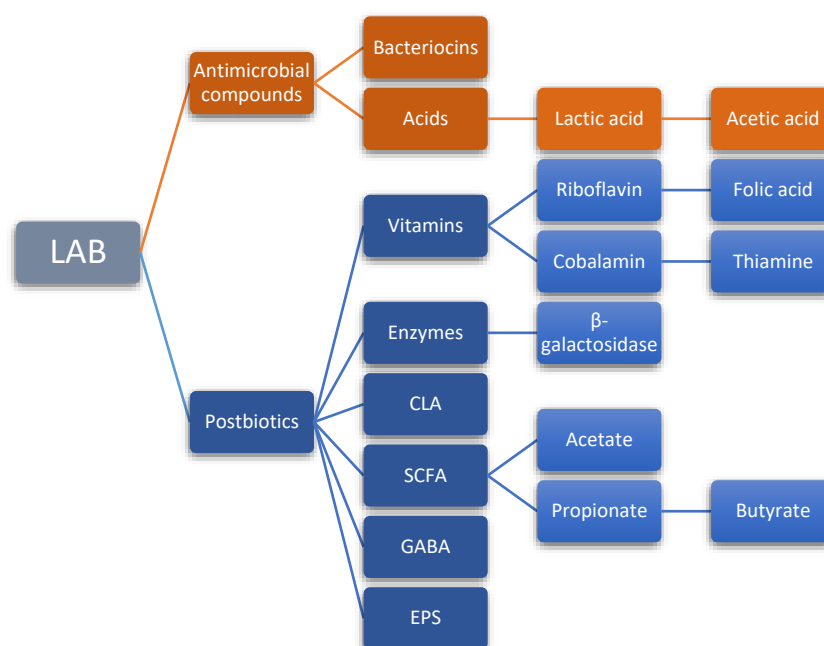 LAB
Antimicrobial
compounds
Bacteriocins
Acids
Lactic acid
Acetic acid
Postbiotics
Vitamins
Riboflavin
Folic acid
Cobalamin
Thiamine
Enzymes
β-
galactosidase
CLA
SCFA
Acetate
Propionate
Butyrate
GABA
EPS